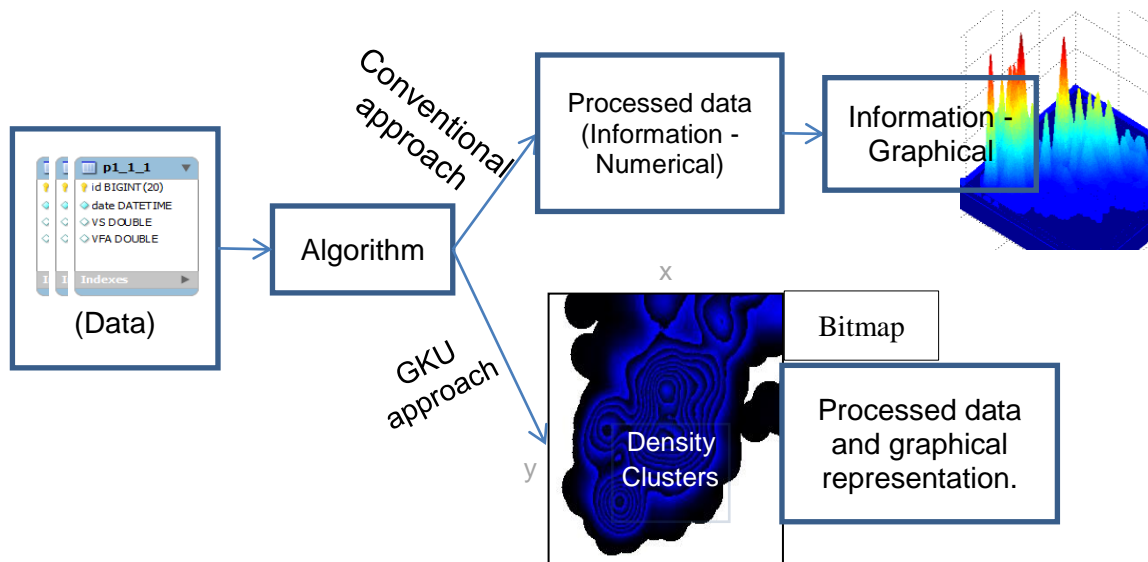 p1_1_1
id BIGINT(20)
date DATETIME
VS DOUBLE
VFA DOUBLE
I
I
Indexes
(Data)
Algorithm
Conventional
approach
Processed data
(Information -
Numerical)
Information -
Graphical
GKU
approach
x
y
Density
Clusters
Bitmap
Processed data
and graphical
representation.